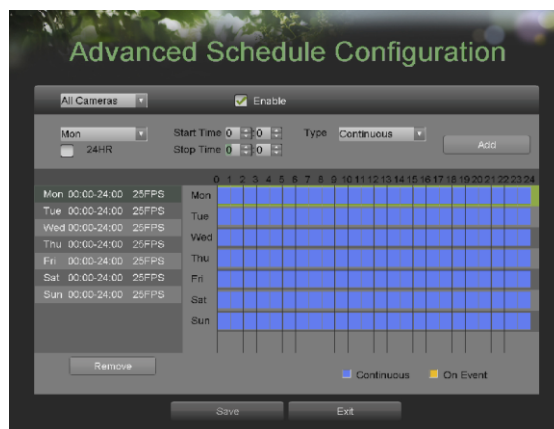 Advanced Schedule Configuration
All Cameras Enable
Mon Start Time 0 : 0 Type Continuous
24HR Stop Time 0 : 0 Add
0 1 2 3 4 5 6 7 8 9 10 11 12 13 14 15 16 17 18 19 20 21 22 23 24
Mon 00:00-24:00 25FPS Mon
Tue 00:00-24:00 25FPS Tue
Wed 00:00-24:00 25FPS Wed
Thu 00:00-24:00 25FPS Thu
Fri 00:00-24:00 25FPS Fri
Sat 00:00-24:00 25FPS Sat
Sun 00:00-24:00 25FPS Sun
Remove Continuous On Event
Save Exit